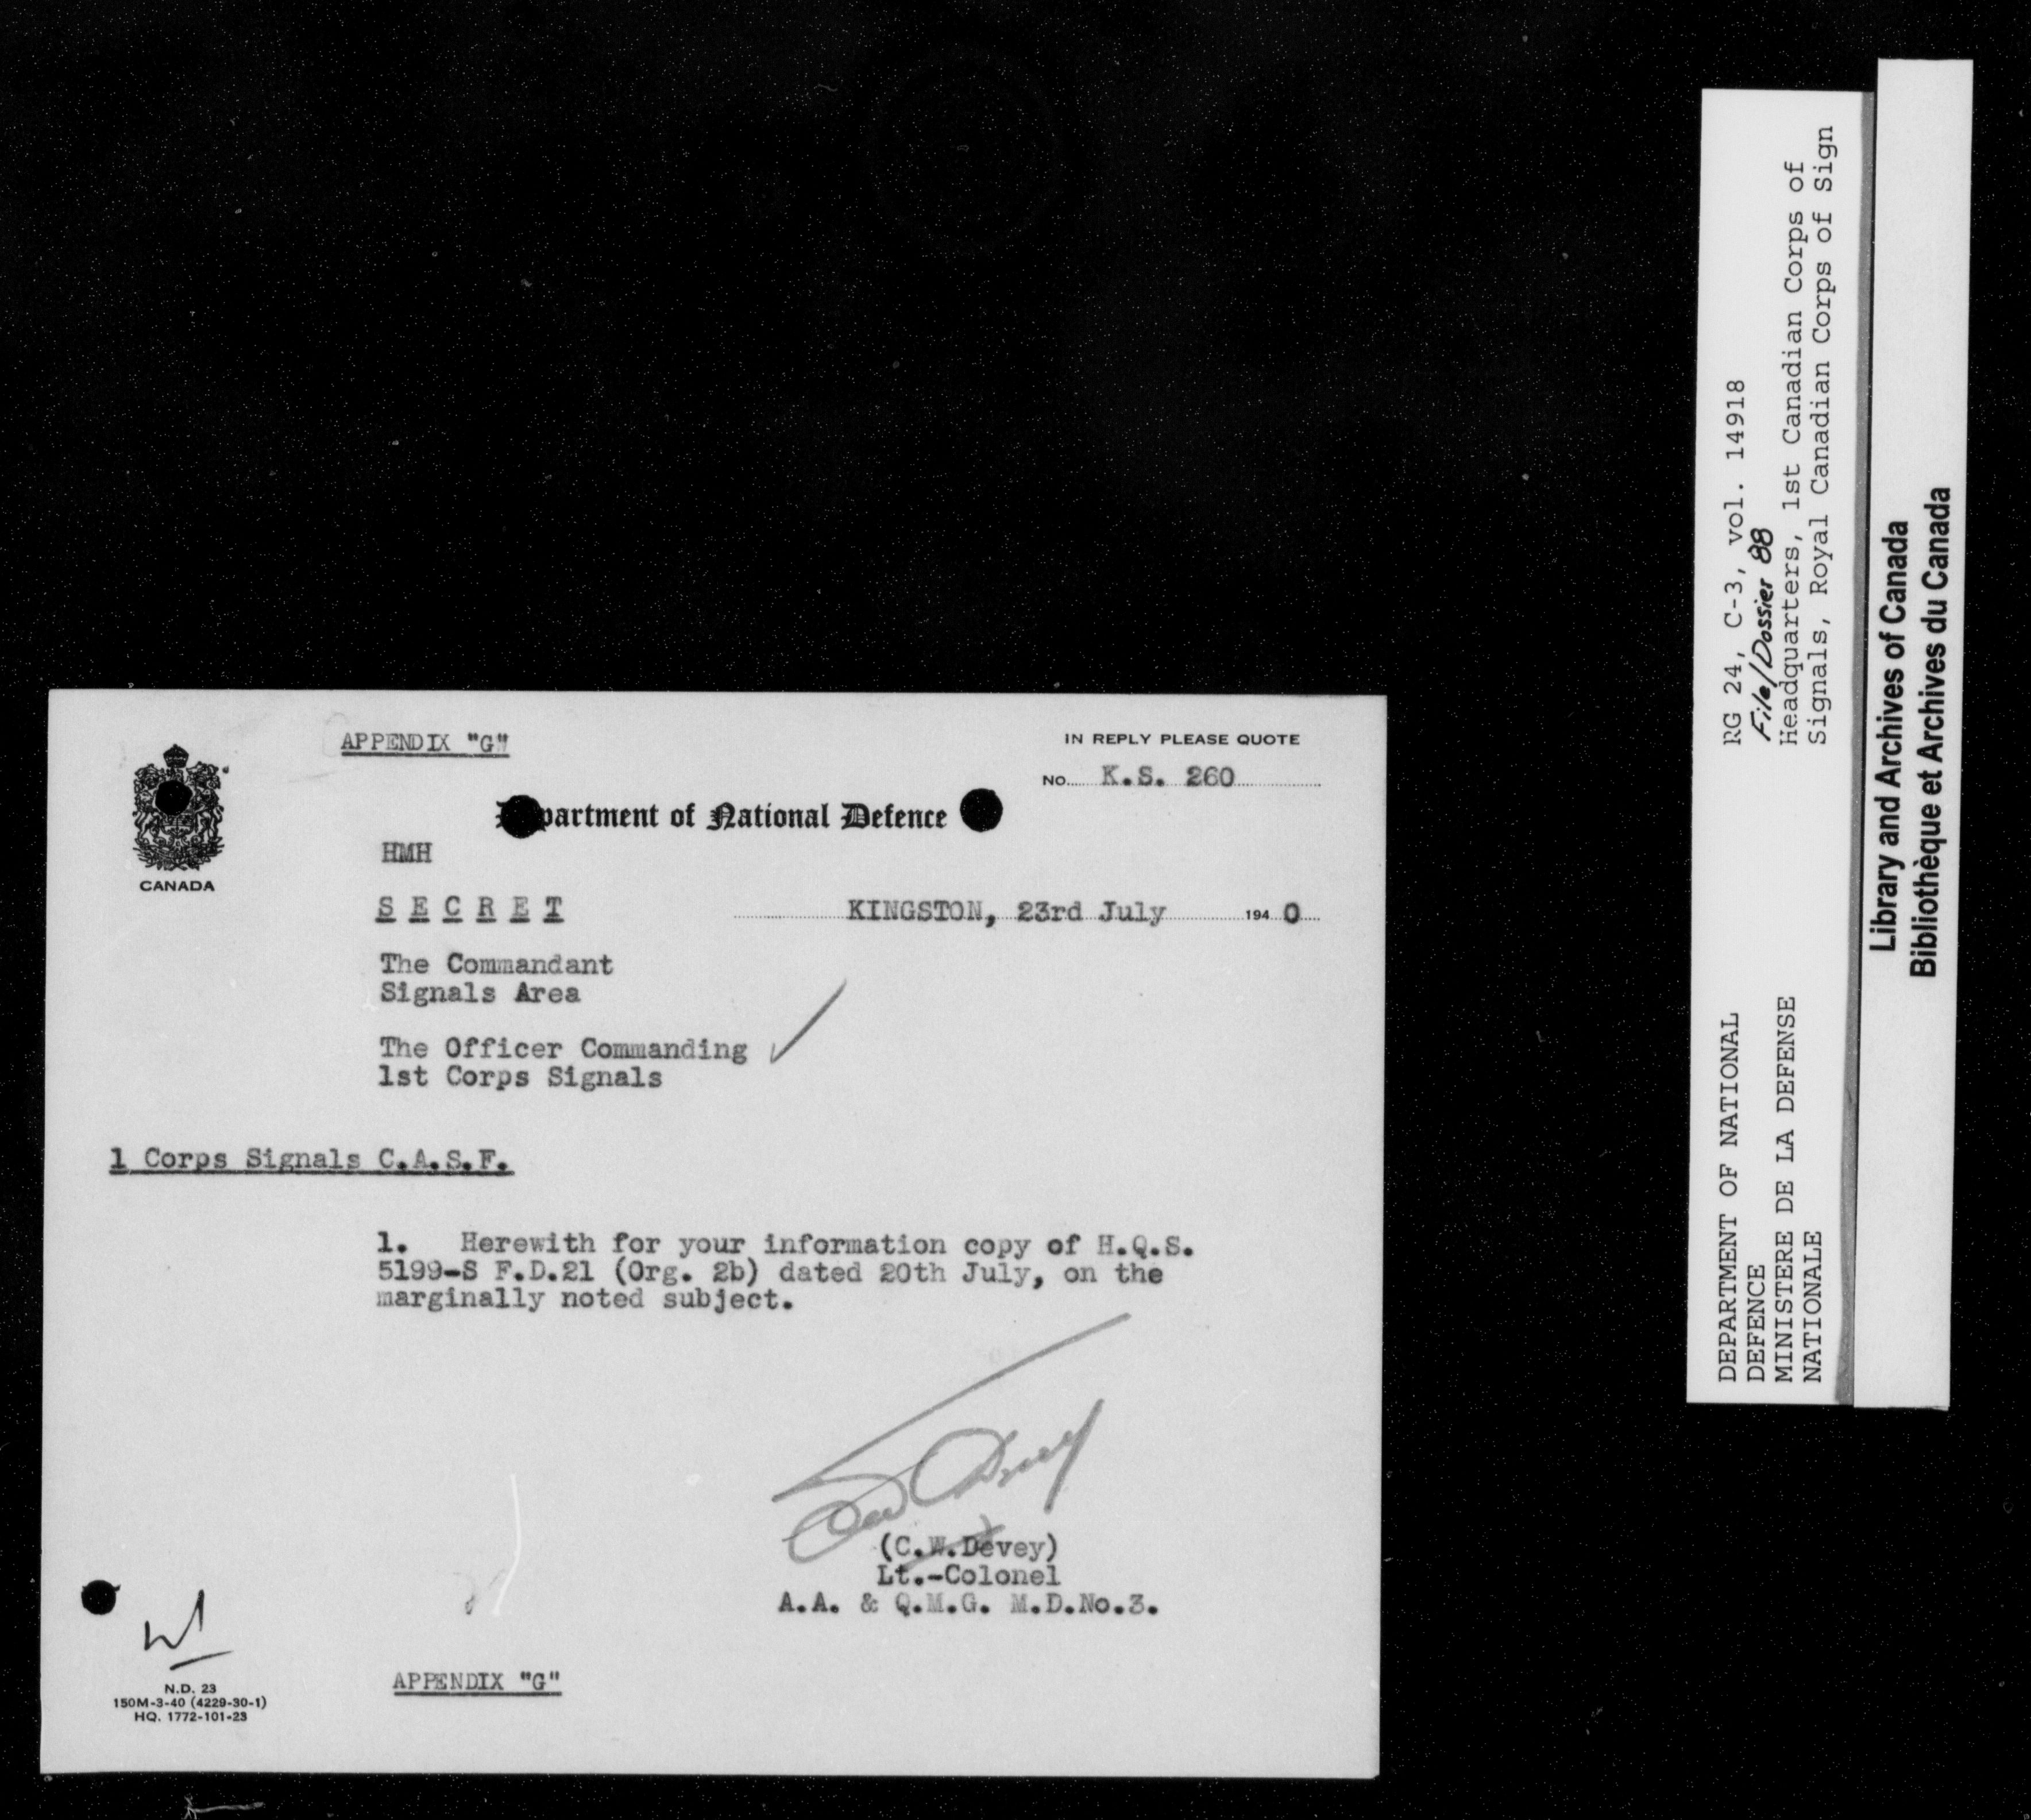 APPENDIX "G"
IN REPLY PLEASE QUOTE
No. K.S. 260
Department of National Defence
CANADA
HMH
S E C R E T
KINGSTON, 23rd July 1940
The Commandant
Signals Area
The Officer Commanding
1st Corps Signals
1 Corps Signals C.A.S.F.
1. Herewith for your information copy of H.Q.S.
5199-S F.D.21 (Org. 2b) dated 20th July, on the
marginally noted subject.
(C.W.Devey)
Lt.-Colonel
A.A. & Q.M.G. M.D.No.3.
N.D. 23
150M-3-40 (4229-30-1)
HQ. 1772-101-23
APPENDIX "G"
RG 24, C-3, vol. 14918
File/Dossier 88
Headquarters, 1st Canadian Corps of
Signals, Royal Canadian Corps of Sign
DEPARTMENT OF NATIONAL
DEFENCE
MINISTERE DE LA DEFENSE
NATIONALE
Library and Archives of Canada
Bibliothèque et Archives du Canada